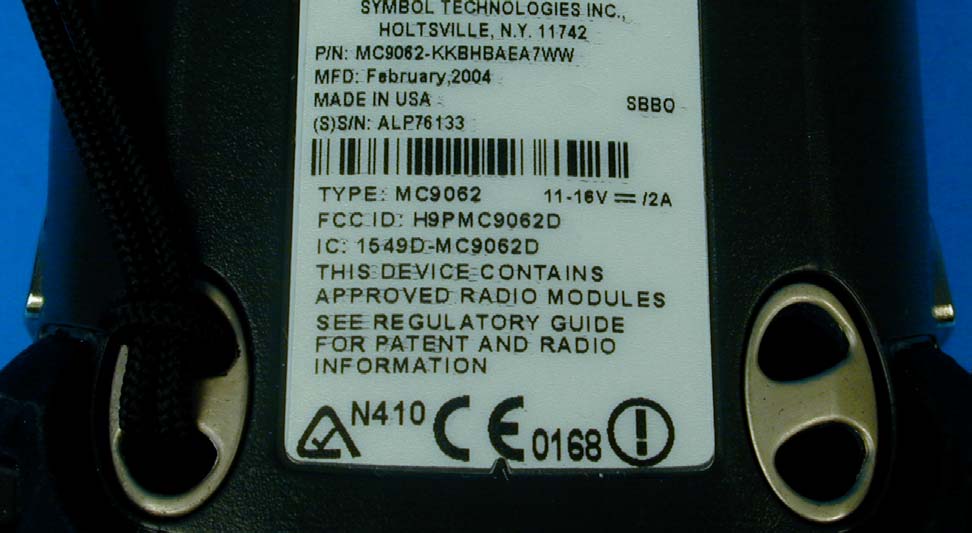 SYMBOL TECHNOLOGIES INC.,
HOLTSVILLE, N.Y. 11742
P/N: MC9062-KKBHBAEA7WW
MFD: February,2004
MADE IN USA SBBO
(S)S/N: ALP76133
TYPE: MC9062 11-16V ⎓ /2A
FCC ID: H9PMC9062D
IC: 1549D-MC9062D
THIS DEVICE CONTAINS
APPROVED RADIO MODULES
SEE REGULATORY GUIDE
FOR PATENT AND RADIO
INFORMATION
N410 CE 0168 !